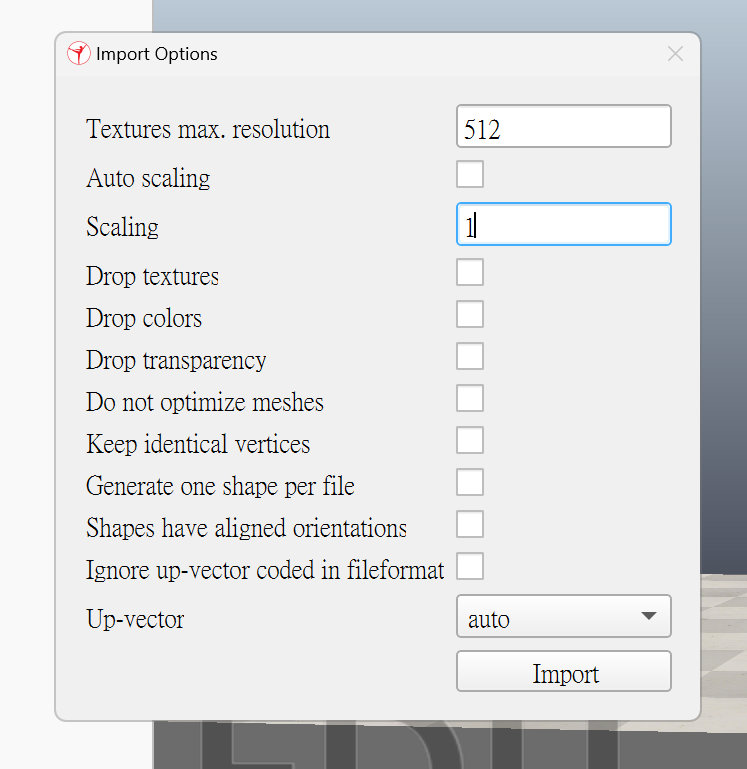 Import Options
Textures max. resolution 512
Auto scaling
Scaling 1
Drop textures
Drop colors
Drop transparency
Do not optimize meshes
Keep identical vertices
Generate one shape per file
Shapes have aligned orientations
Ignore up-vector coded in fileformat
Up-vector auto
Import
EDU